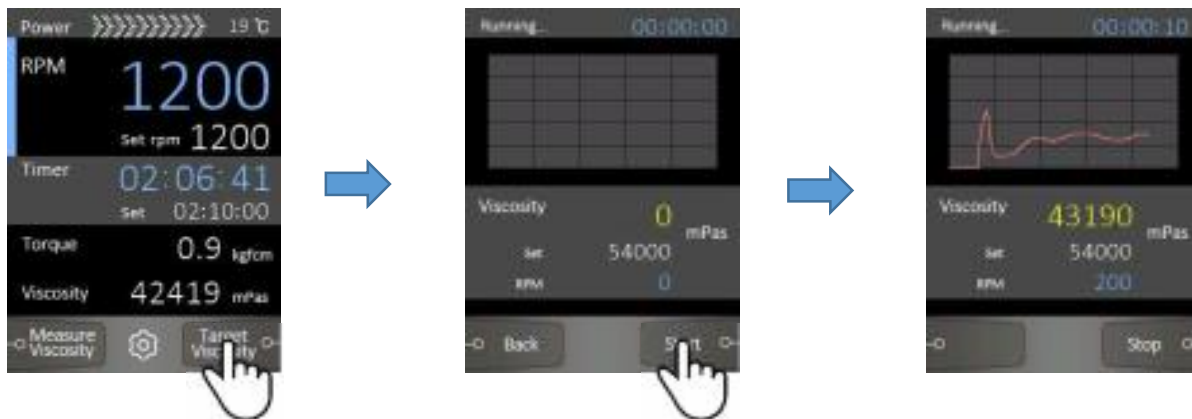 Power 19 ℃
RPM
1200
Set rpm 1200
Timer
02:06:41
Set 02:10:00
Torque
0.9 kgfcm
Viscosity
42419 mPas
Measure
Viscosity
Target
Viscosity
Running...
00:00:00
Viscosity
0
mPas
Set
54000
RPM
0
Back
Start
Running...
00:00:10
Viscosity
43190
mPas
Set
54000
RPM
200
Stop